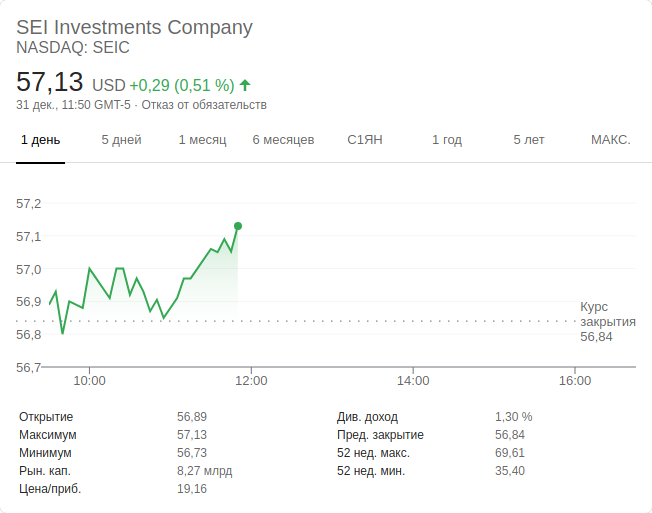 SEI Investments Company
NASDAQ: SEIC
57,13 USD +0,29 (0,51 %)
31 дек., 11:50 GMT-5 · Отказ от обязательств
1 день 5 дней 1 месяц 6 месяцев С1ЯН 1 год 5 лет МАКС.
57,2
57,1
57,0
56,9
56,8
56,7
Курс
закрытия
56,84
10:00 12:00 14:00 16:00
Открытие 56,89 Див. доход 1,30 %
Максимум 57,13 Пред. закрытие 56,84
Минимум 56,73 52 нед. макс. 69,61
Рын. кап. 8,27 млрд 52 нед. мин. 35,40
Цена/приб. 19,16